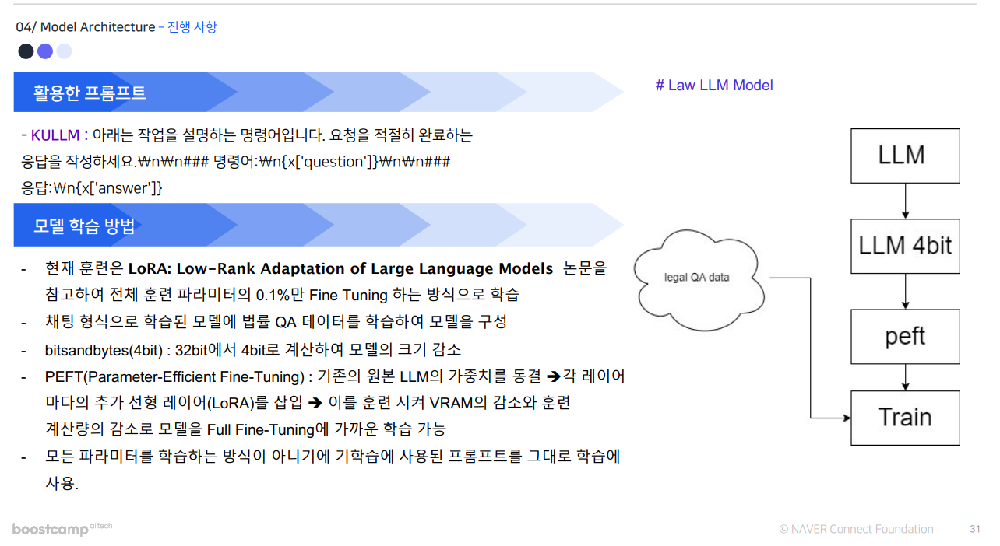 04/ Model Architecture – 진행 사항
활용한 프롬프트
# Law LLM Model
- KULLM : 아래는 작업을 설명하는 명령어입니다. 요청을 적절히 완료하는
응답을 작성하세요.₩n₩n### 명령어:₩n{x['question']}₩n₩n###
응답:₩n{x['answer']}
모델 학습 방법
- 현재 훈련은 LoRA: Low-Rank Adaptation of Large Language Models 논문을
참고하여 전체 훈련 파라미터의 0.1%만 Fine Tuning 하는 방식으로 학습
- 채팅 형식으로 학습된 모델에 법률 QA 데이터를 학습하여 모델을 구성
- bitsandbytes(4bit) : 32bit에서 4bit로 계산하여 모델의 크기 감소
- PEFT(Parameter-Efficient Fine-Tuning) : 기존의 원본 LLM의 가중치를 동결 ➔각 레이어
마다의 추가 선형 레이어(LoRA)를 삽입 ➔ 이를 훈련 시켜 VRAM의 감소와 훈련
계산량의 감소로 모델을 Full Fine-Tuning에 가까운 학습 가능
- 모든 파라미터를 학습하는 방식이 아니기에 기학습에 사용된 프롬프트를 그대로 학습에
사용.
LLM
LLM 4bit
legal QA data
peft
Train
boostcamp ai tech
© NAVER Connect Foundation
31